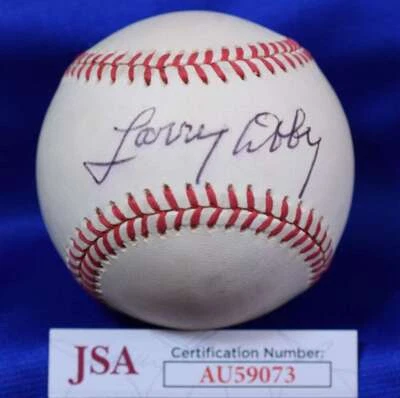 Larry Doby
JSA
Certification Number:
AU59073